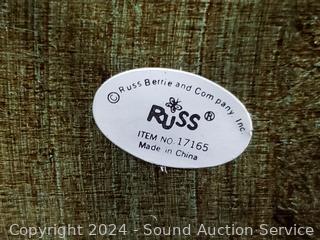 © Russ Berrie and Company, Inc.
RUSS®
ITEM NO. 17165
Made in China
Copyright 2024 - Sound Auction Service